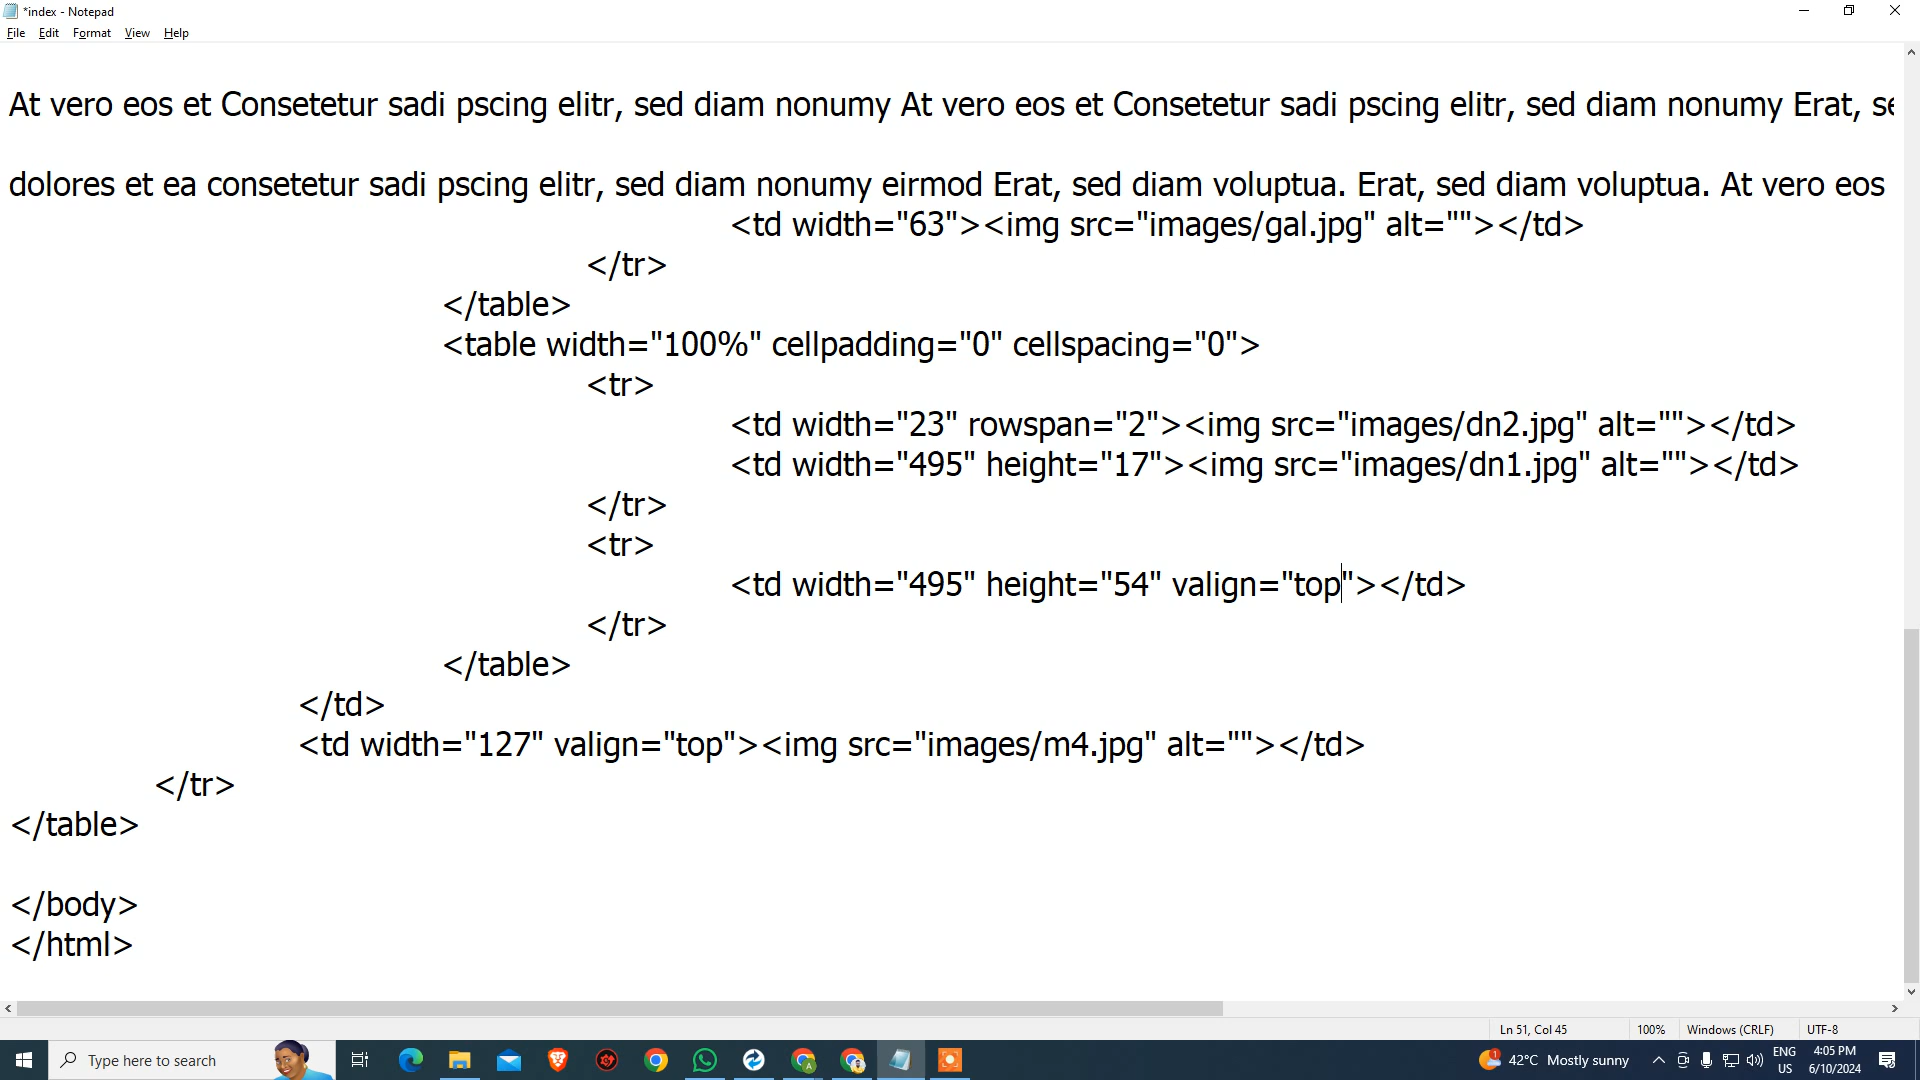 *index - Notepad
File Edit Format View Help
At vero eos et Consetetur sadi pscing elitr, sed diam nonumy At vero eos et Consetetur sadi pscing elitr, sed diam nonumy Erat, se
dolores et ea consetetur sadi pscing elitr, sed diam nonumy eirmod Erat, sed diam voluptua. Erat, sed diam voluptua. At vero eos
<td width="63"><img src="images/gal.jpg" alt=""></td>
</tr>
</table>
<table width="100%" cellpadding="0" cellspacing="0">
<tr>
<td width="23" rowspan="2"><img src="images/dn2.jpg" alt=""></td>
<td width="495" height="17"><img src="images/dn1.jpg" alt=""></td>
</tr>
<tr>
<td width="495" height="54" valign="top"></td>
</tr>
</table>
</td>
<td width="127" valign="top"><img src="images/m4.jpg" alt=""></td>
</tr>
</table>
</body>
</html>
Ln 51, Col 45 100% Windows (CRLF) UTF-8
Type here to search 1 42°C Mostly sunny ENG US 4:05 PM 6/10/2024